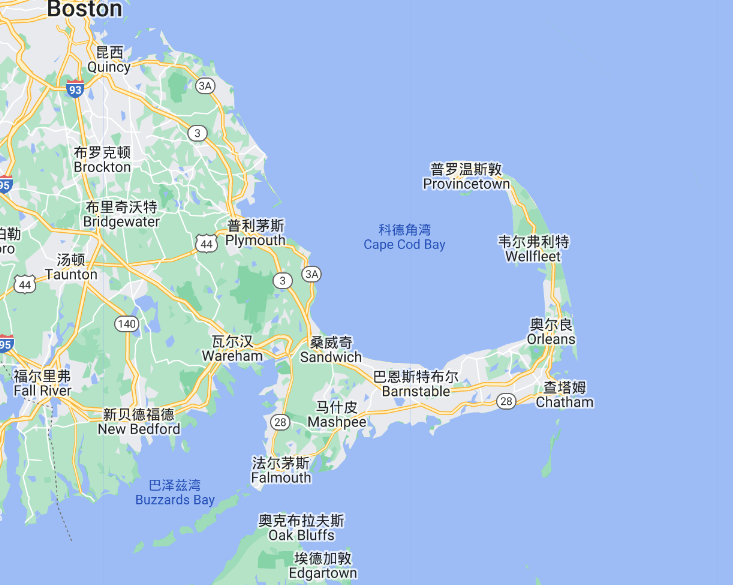 Boston
昆西
Quincy
3A
93
3
布罗克顿
Brockton
普罗温斯敦
Provincetown
95
布里奇沃特
Bridgewater
普利茅斯
Plymouth
科德角湾
Cape Cod Bay
伯勒
oro
44
韦尔弗利特
Wellfleet
汤顿
Taunton
3A
3
44
140
奥尔良
Orleans
95
瓦尔汉
Wareham
桑威奇
Sandwich
福尔里弗
Fall River
巴恩斯特布尔
Barnstable
查塔姆
Chatham
28
新贝德福德
New Bedford
马什皮
Mashpee
28
法尔茅斯
Falmouth
巴泽兹湾
Buzzards Bay
奥克布拉夫斯
Oak Bluffs
埃德加敦
Edgartown